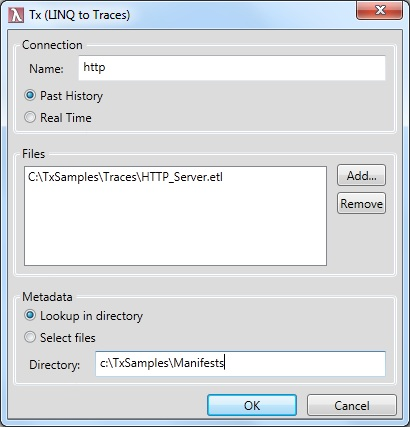 Tx (LINQ to Traces)
Connection
Name: http
Past History
Real Time
Files
C:\TxSamples\Traces\HTTP_Server.etl
Add...
Remove
Metadata
Lookup in directory
Select files
Directory: c:\TxSamples\Manifests
OK Cancel